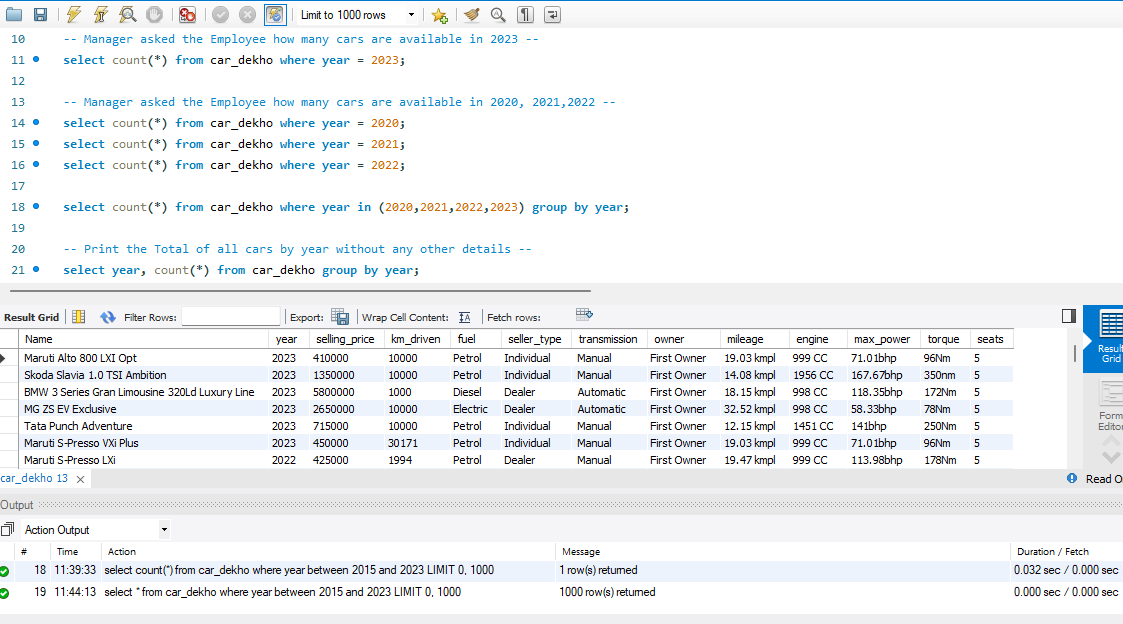 Limit to 1000 rows
10 -- Manager asked the Employee how many cars are available in 2023 --
11 select count(*) from car_dekho where year = 2023;
12
13 -- Manager asked the Employee how many cars are available in 2020, 2021,2022 --
14 select count(*) from car_dekho where year = 2020;
15 select count(*) from car_dekho where year = 2021;
16 select count(*) from car_dekho where year = 2022;
17
18 select count(*) from car_dekho where year in (2020,2021,2022,2023) group by year;
19
20 -- Print the Total of all cars by year without any other details --
21 select year, count(*) from car_dekho group by year;
Result Grid Filter Rows: Export: Wrap Cell Content: IA Fetch rows:
Name year selling_price km_driven fuel seller_type transmission owner mileage engine max_power torque seats
Maruti Alto 800 LXI Opt 2023 410000 10000 Petrol Individual Manual First Owner 19.03 kmpl 999 CC 71.01bhp 96Nm 5
Skoda Slavia 1.0 TSI Ambition 2023 1350000 10000 Petrol Individual Manual First Owner 14.08 kmpl 1956 CC 167.67bhp 350nm 5
BMW 3 Series Gran Limousine 320Ld Luxury Line 2023 5800000 1000 Diesel Dealer Automatic First Owner 18.15 kmpl 998 CC 118.35bhp 172Nm 5
MG ZS EV Exclusive 2023 2650000 10000 Electric Dealer Automatic First Owner 32.52 kmpl 998 CC 58.33bhp 78Nm 5
Tata Punch Adventure 2023 715000 10000 Petrol Dealer Manual First Owner 12.15 kmpl 1451 CC 141bhp 250Nm 5
Maruti S-Presso VXi Plus 2023 450000 30171 Petrol Individual Manual First Owner 19.03 kmpl 999 CC 71.01bhp 96Nm 5
Maruti S-Presso LXi 2022 425000 1994 Petrol Dealer Manual First Owner 19.47 kmpl 999 CC 113.98bhp 178Nm 5
Result
Grid
Form
Editor
car_dekho 13 Read O
Output
Action Output
# Time Action Message Duration / Fetch
18 11:39:33 select count(*) from car_dekho where year between 2015 and 2023 LIMIT 0, 1000 1 row(s) returned 0.032 sec / 0.000 sec
19 11:44:13 select * from car_dekho where year between 2015 and 2023 LIMIT 0, 1000 1000 row(s) returned 0.000 sec / 0.000 sec